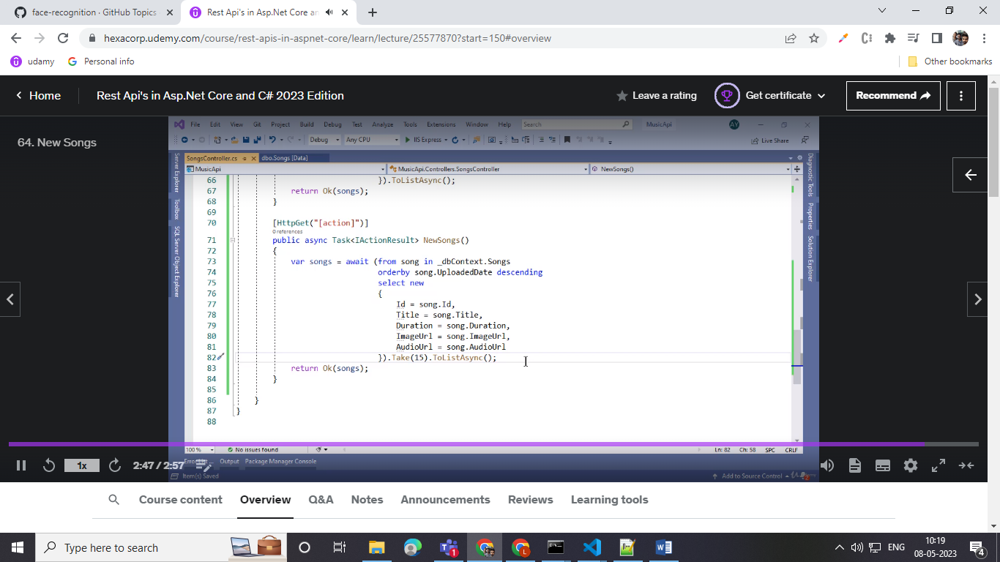 face-recognition · GitHub Topics
Rest Api's in Asp.Net Core an
hexacorp.udemy.com/course/rest-apis-in-aspnet-core/learn/lecture/25577870?start=150#overview
udamy
Personal info
Other bookmarks
Home
Rest Api's in Asp.Net Core and C# 2023 Edition
Leave a rating
Get certificate
Recommend
64. New Songs
File Edit View Git Project Build Debug Test Analyze Tools Extensions Window Help
Search
MusicApi
AY
Debug
Any CPU
IIS Express
Live Share
SongsController.cs
dbo.Songs [Data]
MusicApi
MusicApi.Controllers.SongsController
NewSongs()
Server Explorer
Toolbox
SQL Server Object Explorer
Diagnostic Tools
Properties
Solution Explorer
66 }).ToListAsync();
67 return Ok(songs);
68 }
69
70 [HttpGet("[action]")]
0 references
71 public async Task<IActionResult> NewSongs()
72 {
73 var songs = await (from song in _dbContext.Songs
74 orderby song.UploadedDate descending
75 select new
76 {
77 Id = song.Id,
78 Title = song.Title,
79 Duration = song.Duration,
80 ImageUrl = song.ImageUrl,
81 AudioUrl = song.AudioUrl
82 }).Take(15).ToListAsync();
83 return Ok(songs);
84 }
85
86 }
87 }
88
100 %
No issues found
Ln: 82 Ch: 58 SPC CRLF
Output
Package Manager Console
Item(s) Saved
Add to Source Control
2
1x
2:47 / 2:57
Course content
Overview
Q&A
Notes
Announcements
Reviews
Learning tools
Type here to search
1
L
ENG
10:19
08-05-2023
4